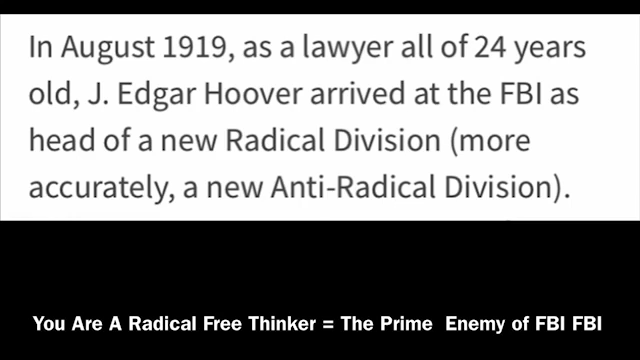 In August 1919, as a lawyer all of 24 years
old, J. Edgar Hoover arrived at the FBI as
head of a new Radical Division (more
accurately, a new Anti-Radical Division).
You Are A Radical Free Thinker = The Prime  Enemy of FBI FBI